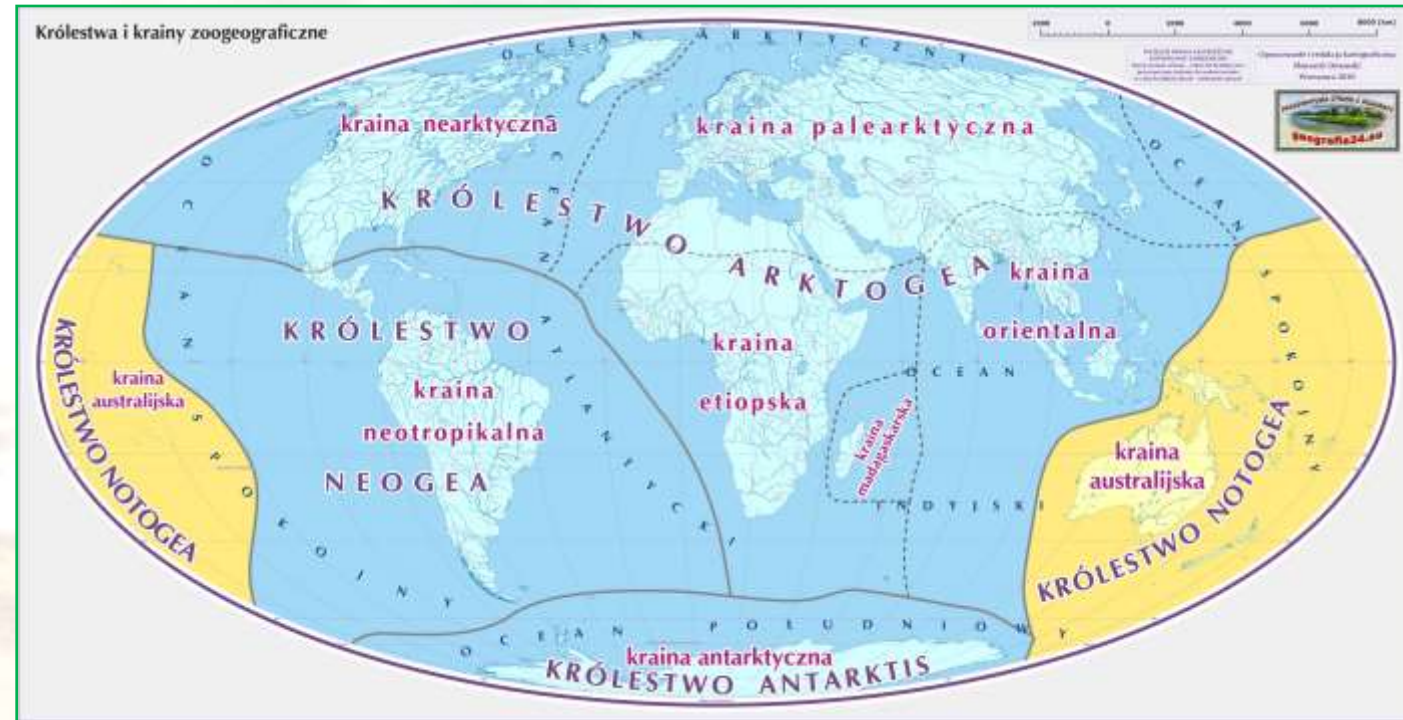 Królestwa i krainy zoogeograficzne
OCEAN ARKTYCZNY
kraina nearktyczna
kraina palearktyczna
KRÓLESTWO ARKTOGEA
OCEAN ATLANTYCKI
OCEAN SPOKOJNY
OCEAN SPOKOJNY
KRÓLESTWO
kraina
neotropikalna
NEOGEA
kraina
etiopska
kraina
orientalna
OCEAN
INDYJSKI
kraina
madagaskarska
kraina
australijska
KRÓLESTWO NOTOGEA
kraina
australijska
KRÓLESTWO NOTOGEA
OCEAN POŁUDNIOWY
kraina antarktyczna
KRÓLESTWO ANTARKTIS
geografia24.eu